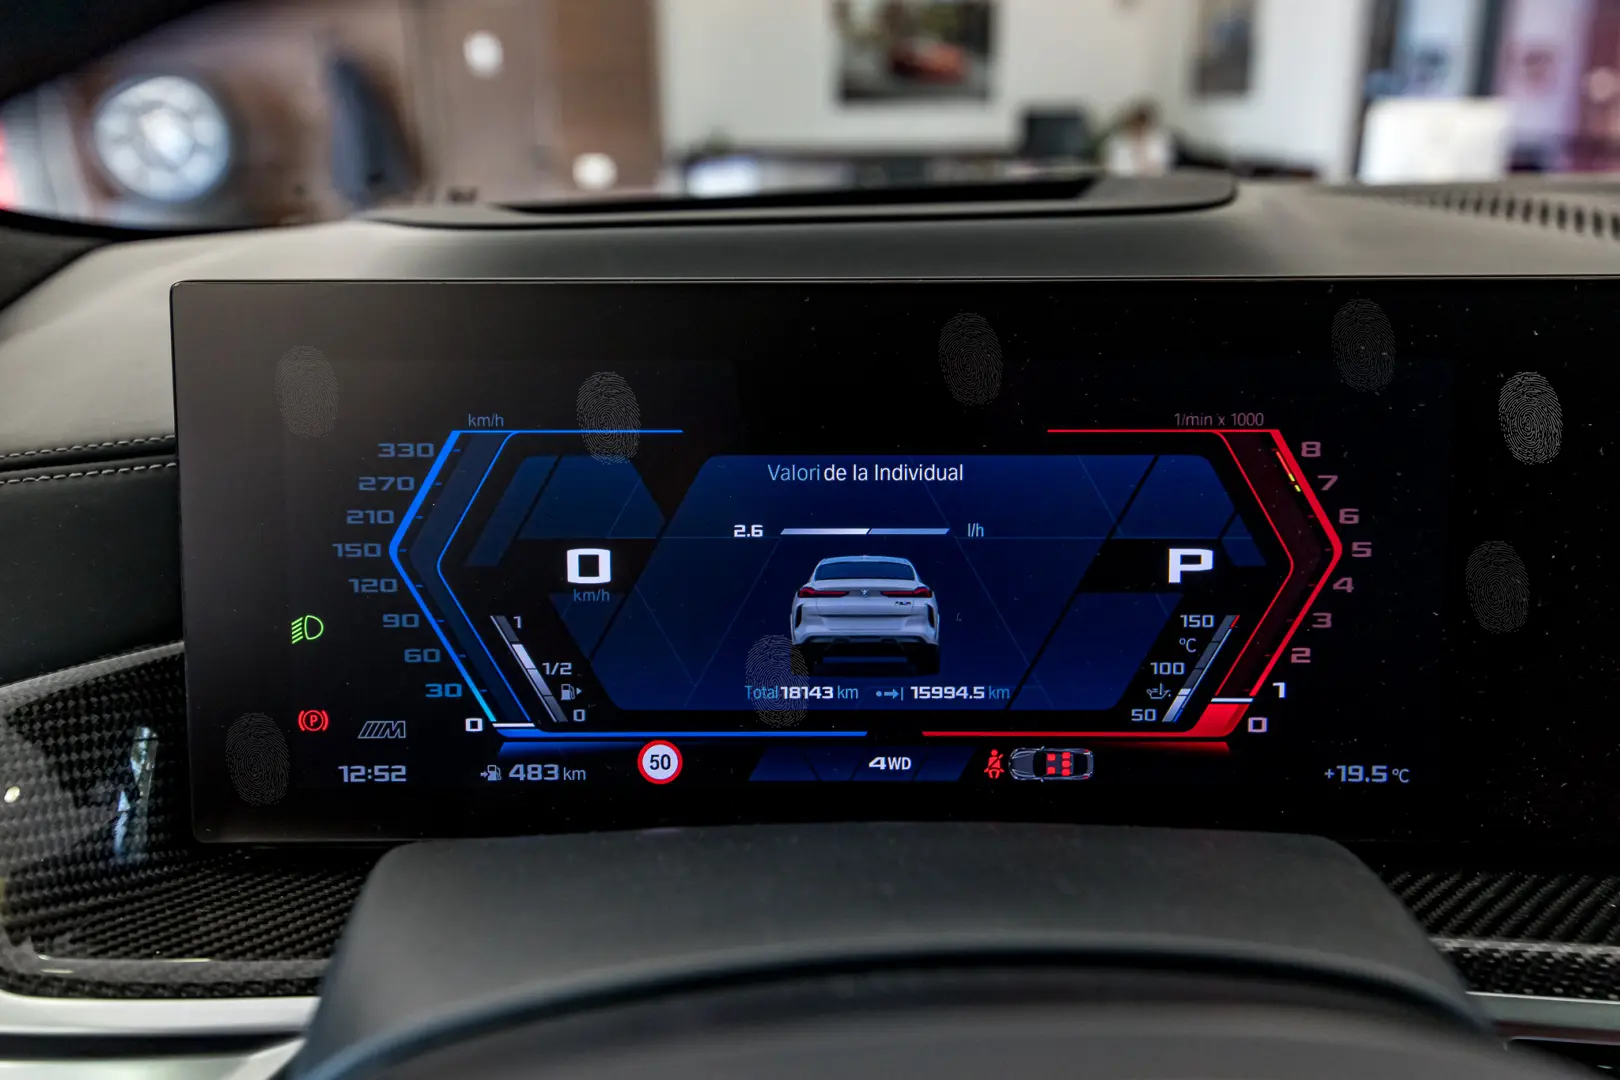 km/h
1/min x 1000
330
270
210
150
120
90
60
30
0
8
7
6
5
4
3
2
1
0
Valori de la Individual
2.6 l/h
0
km/h
P
1
1/2
0
150
°C
100
50
Total 18143 km 15994.5 km
P
M
12:52
483 km
50
4WD
+19.5 °C